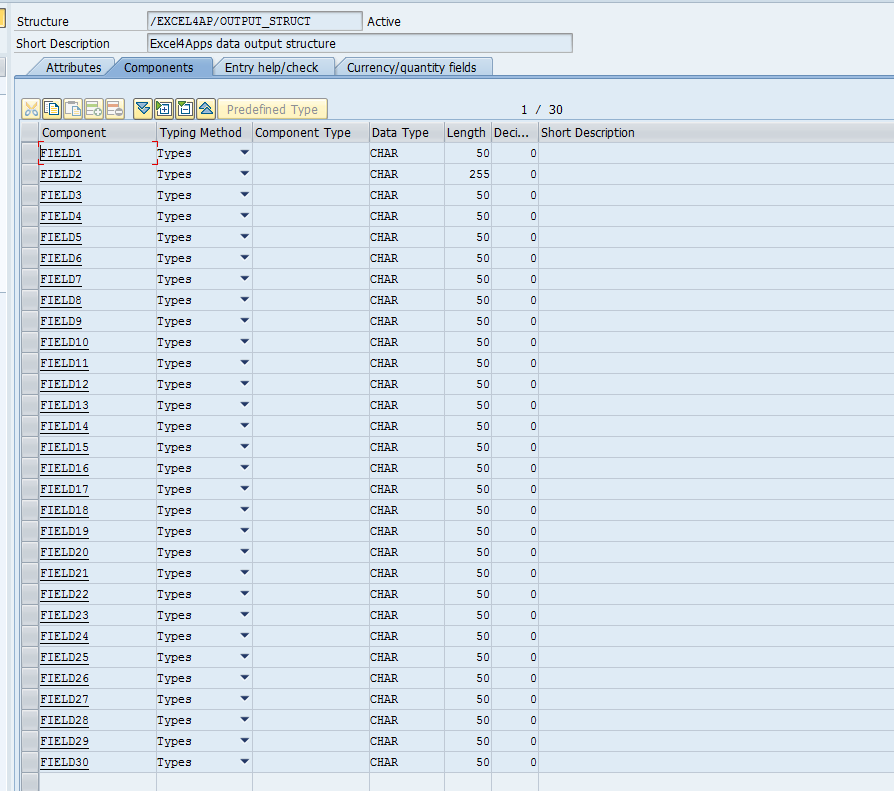 Structure /EXCEL4AP/OUTPUT_STRUCT Active
Short Description Excel4Apps data output structure
Attributes Components Entry help/check Currency/quantity fields
Predefined Type 1 / 30
Component Typing Method Component Type Data Type Length Deci... Short Description
FIELD1 Types CHAR 50 0
FIELD2 Types CHAR 255 0
FIELD3 Types CHAR 50 0
FIELD4 Types CHAR 50 0
FIELD5 Types CHAR 50 0
FIELD6 Types CHAR 50 0
FIELD7 Types CHAR 50 0
FIELD8 Types CHAR 50 0
FIELD9 Types CHAR 50 0
FIELD10 Types CHAR 50 0
FIELD11 Types CHAR 50 0
FIELD12 Types CHAR 50 0
FIELD13 Types CHAR 50 0
FIELD14 Types CHAR 50 0
FIELD15 Types CHAR 50 0
FIELD16 Types CHAR 50 0
FIELD17 Types CHAR 50 0
FIELD18 Types CHAR 50 0
FIELD19 Types CHAR 50 0
FIELD20 Types CHAR 50 0
FIELD21 Types CHAR 50 0
FIELD22 Types CHAR 50 0
FIELD23 Types CHAR 50 0
FIELD24 Types CHAR 50 0
FIELD25 Types CHAR 50 0
FIELD26 Types CHAR 50 0
FIELD27 Types CHAR 50 0
FIELD28 Types CHAR 50 0
FIELD29 Types CHAR 50 0
FIELD30 Types CHAR 50 0